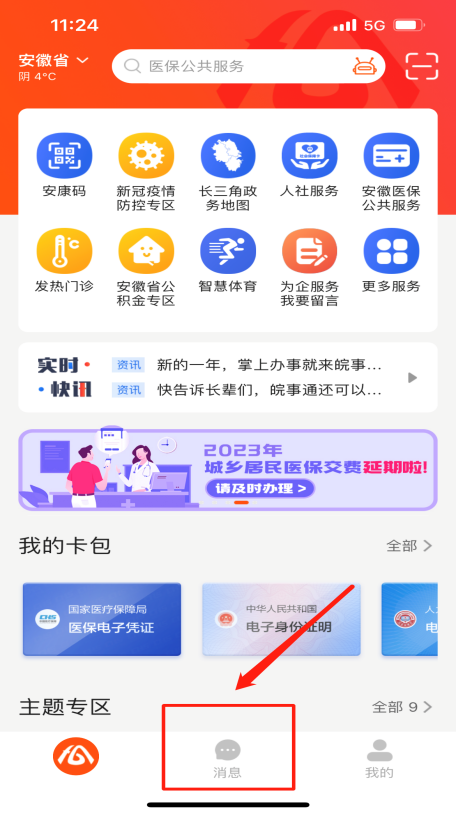 11:24
5G
安徽省
阴 4°C
医保公共服务
安康码
新冠疫情
防控专区
长三角政
务地图
人社服务
安徽医保
公共服务
发热门诊
安徽省公
积金专区
智慧体育
为企服务
我要留言
更多服务
实时
快讯
资讯 新的一年，掌上办事就来皖事…
资讯 快告诉长辈们，皖事通还可以…
2023年
城乡居民医保交费延期啦!
请及时办理 >
我的卡包
全部
国家医疗保障局
医保电子凭证
中华人民共和国
电子身份证明
人
电
主题专区
全部 9
消息
我的